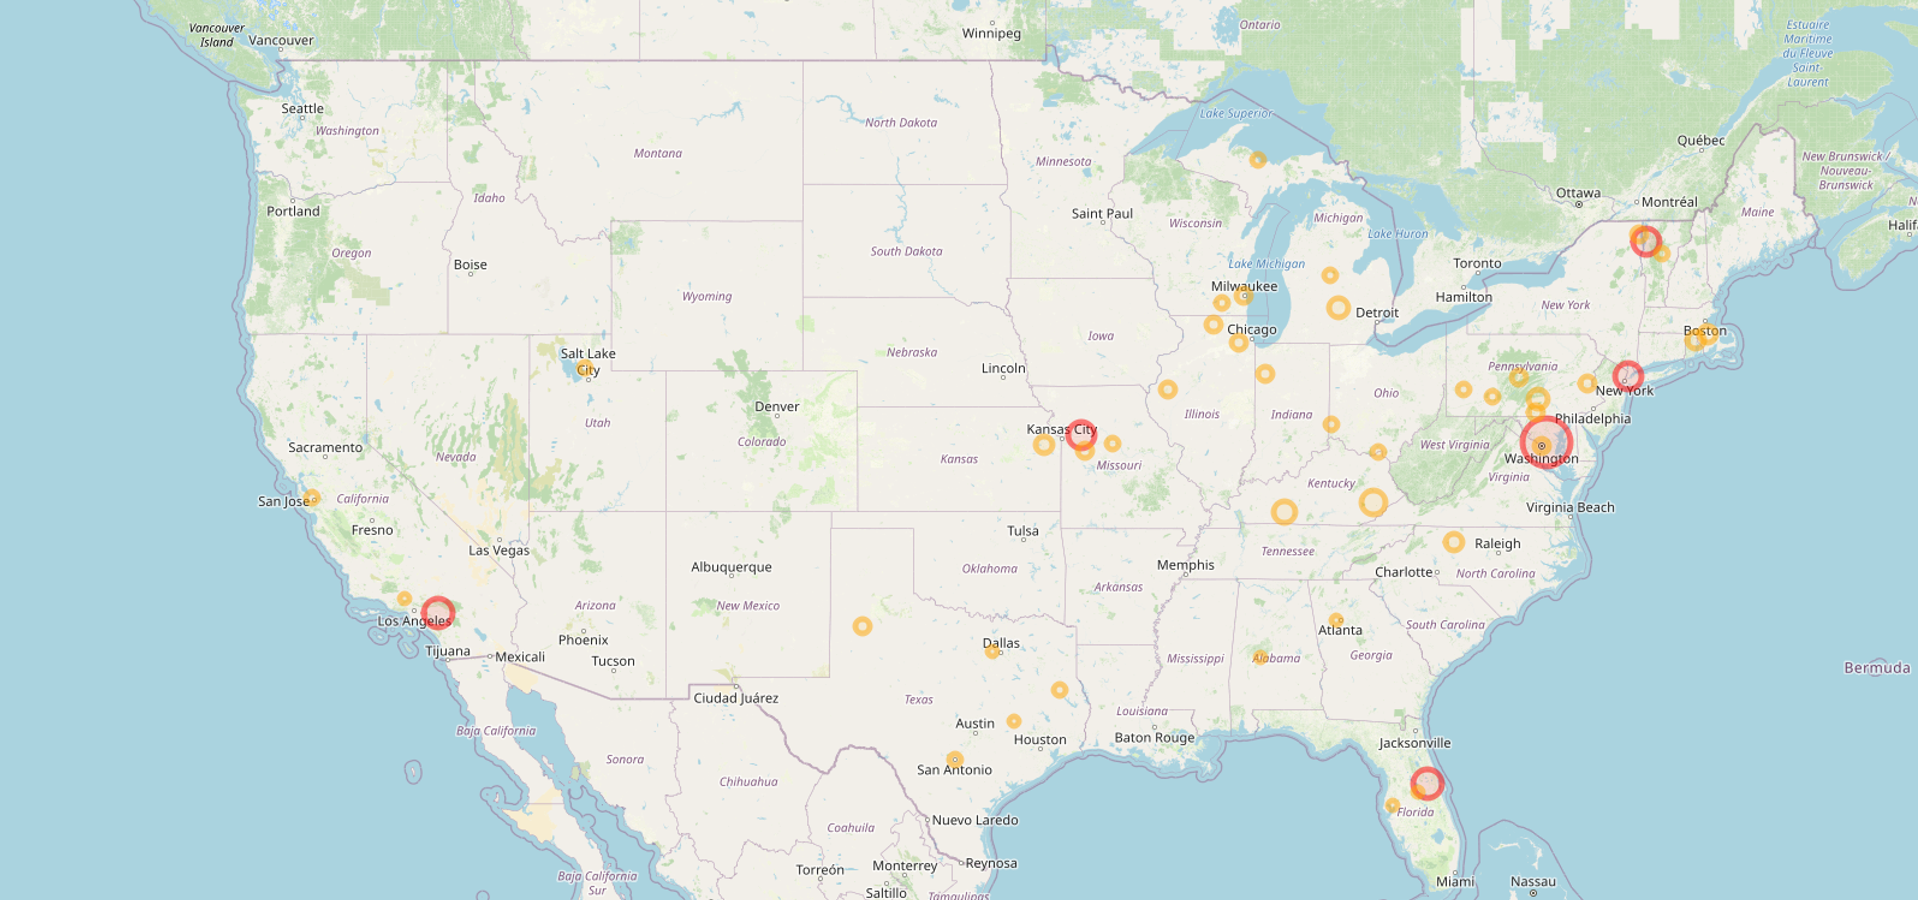 Vancouver
Island
Vancouver
Winnipeg
Ontario
Estuaire
Maritime
du Fleuve
Saint-
Laurent
Seattle
Washington
North Dakota
Lake Superior
Québec
Montana
Minnesota
New Brunswick /
Nouveau-
Brunswick
Idaho
Ottawa
Montréal
Portland
Saint Paul
Wisconsin
Michigan
Maine
Halif
Oregon
South Dakota
Lake Huron
Boise
Lake Michigan
Toronto
Wyoming
Milwaukee
Hamilton
New York
Detroit
Chicago
Boston
Iowa
Nebraska
Salt Lake
City
Lincoln
Pennsylvania
New York
Ohio
Denver
Illinois
Indiana
Philadelphia
Utah
Colorado
Kansas City
West Virginia
Sacramento
Nevada
Kansas
Missouri
Washington
Virginia
Kentucky
San Jose
California
Virginia Beach
Fresno
Las Vegas
Tulsa
Raleigh
Tennessee
Albuquerque
Oklahoma
Memphis
Charlotte
North Carolina
Arkansas
Arizona
New Mexico
Los Angeles
South Carolina
Atlanta
Phoenix
Dallas
Tijuana
Mexicali
Tucson
Mississippi
Alabama
Georgia
Bermuda
Ciudad Juárez
Texas
Louisiana
Baja California
Austin
Houston
Baton Rouge
Jacksonville
Sonora
San Antonio
Chihuahua
Florida
Nuevo Laredo
Coahuila
Torreón
Monterrey
Reynosa
Baja California
Sur
Saltillo
Tamaulipas
Miami
Nassau